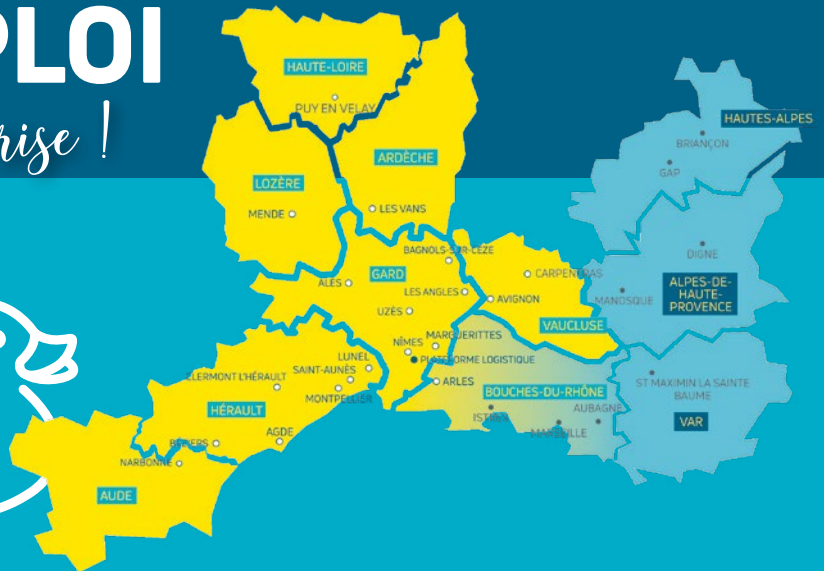 PLOI
rise !
HAUTE-LOIRE
PUY EN VELAY
HAUTES-ALPES
BRIANÇON
GAP
ARDÈCHE
LOZÈRE
LES VANS
MENDE
BAGNOLS-SUR-CÈZE
DIGNE
GARD
CARPENTRAS
ALÈS
LES ANGLES
AVIGNON
MANOSQUE
ALPES-DE-
HAUTE-
PROVENCE
UZÈS
VAUCLUSE
MARGUERITTES
NÎMES
PLATEFORME LOGISTIQUE
LUNEL
SAINT-AUNÈS
CLERMONT L'HÉRAULT
ARLES
BOUCHES-DU-RHÔNE
ST MAXIMIN LA SAINTE
BAUME
MONTPELLIER
HÉRAULT
ISTRES
AUBAGNE
MARSEILLE
VAR
AGDE
BÉZIERS
NARBONNE
AUDE